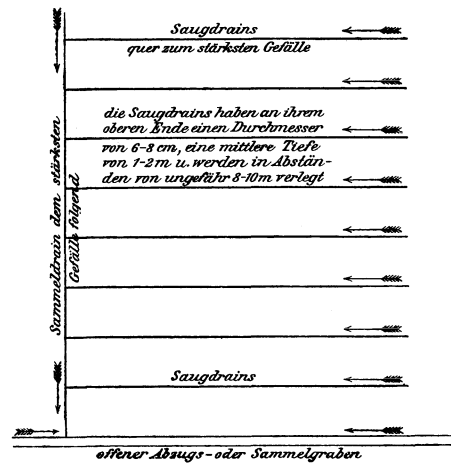 Saugdrains
quer zum stärksten Gefälle
die Saugdrains haben an ihrem
oberen Ende einen Durchmesser
von 6-8 cm, eine mittlere Tiefe
von 1-2 m u. werden in Abstän-
den von ungefähr 8-10 m verlegt
Sammeldrain dem stärksten
Gefälle folgend
Saugdrains
offener Abzugs- oder Sammelgraben